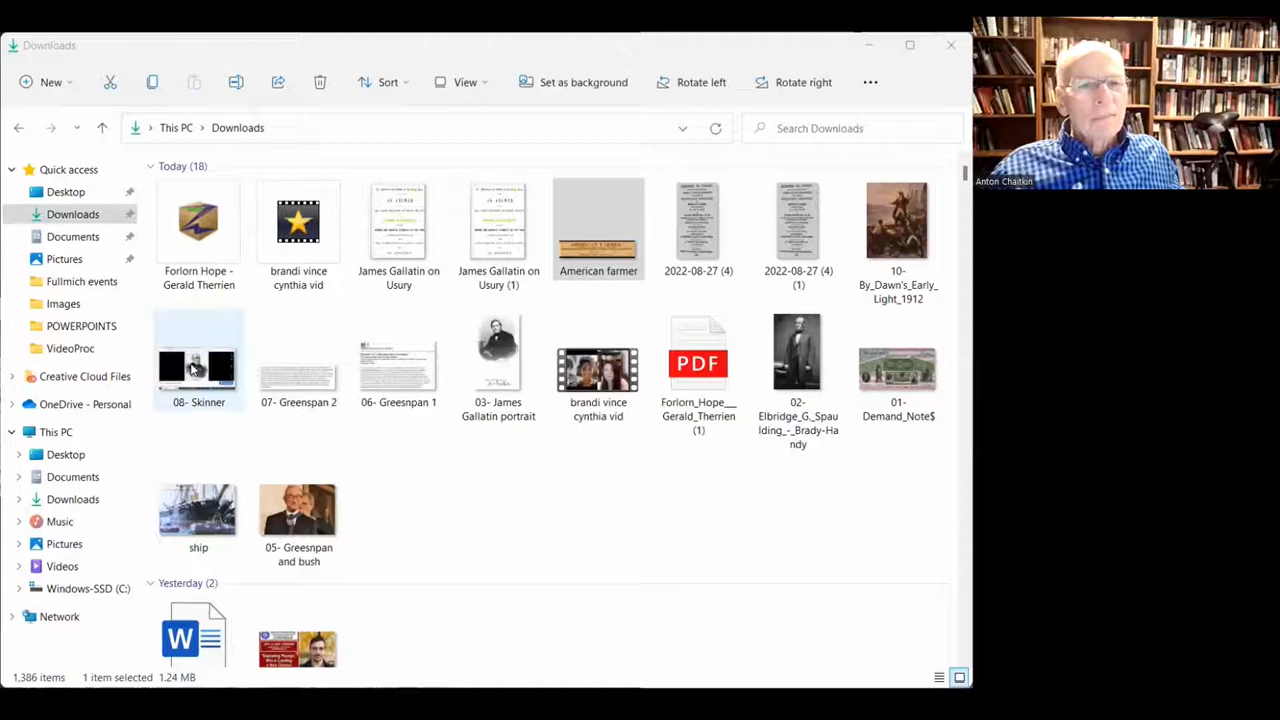 Downloads
New
Sort
View
Set as background
Rotate left
Rotate right
This PC > Downloads
Search Downloads
Quick access
Desktop
Downloads
Documents
Pictures
Fullmich events
Images
POWERPOINTS
VideoProc
Creative Cloud Files
OneDrive - Personal
This PC
Desktop
Documents
Downloads
Music
Pictures
Videos
Windows-SSD (C:)
Network
Today (18)
Forlorn Hope -
Gerald Therrien
brandi vince
cynthia vid
James Gallatin on
Usury
James Gallatin on
Usury (1)
AMERICAN FARMER
American farmer
2022-08-27 (4)
2022-08-27 (4)
(1)
10-
By_Dawn's_Early_
Light_1912
08- Skinner
07- Greenspan 2
06- Greesnpan 1
03- James
Gallatin portrait
brandi vince
cynthia vid
PDF
Forlorn_Hope__
Gerald_Therrien
(1)
02-
Elbridge_G._Spau
lding_-_Brady-Ha
ndy
01-
Demand_Note$
ship
05- Greesnpan
and bush
Yesterday (2)
W
1,386 items
1 item selected 1.24 MB
Anton Chaitkin